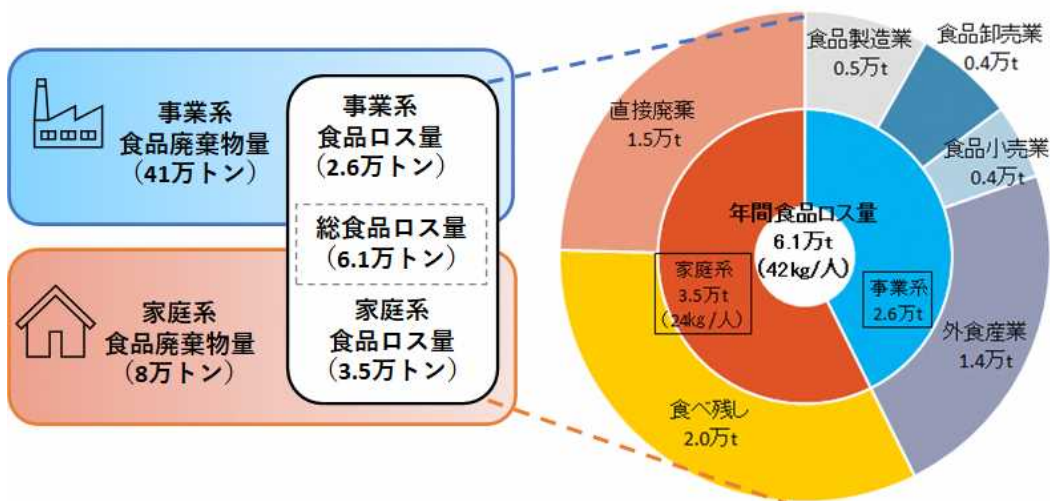 事業系
食品廃棄物量
（41万トン）
事業系
食品ロス量
（2.6万トン）
総食品ロス量
（6.1万トン）
家庭系
食品廃棄物量
（8万トン）
家庭系
食品ロス量
（3.5万トン）
食品製造業
0.5万t
食品卸売業
0.4万t
食品小売業
0.4万t
外食産業
1.4万t
食べ残し
2.0万t
直接廃棄
1.5万t
年間食品ロス量
6.1万t
(42kg/人)
家庭系
3.5万t
(24kg/人)
事業系
2.6万t